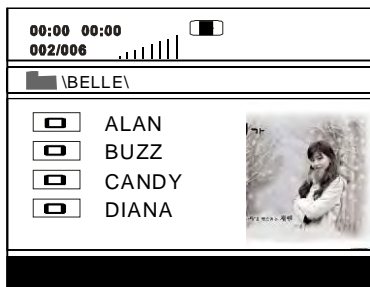 00:00 00:00
002/006
\BELLE\
ALAN
BUZZ
CANDY
DIANA